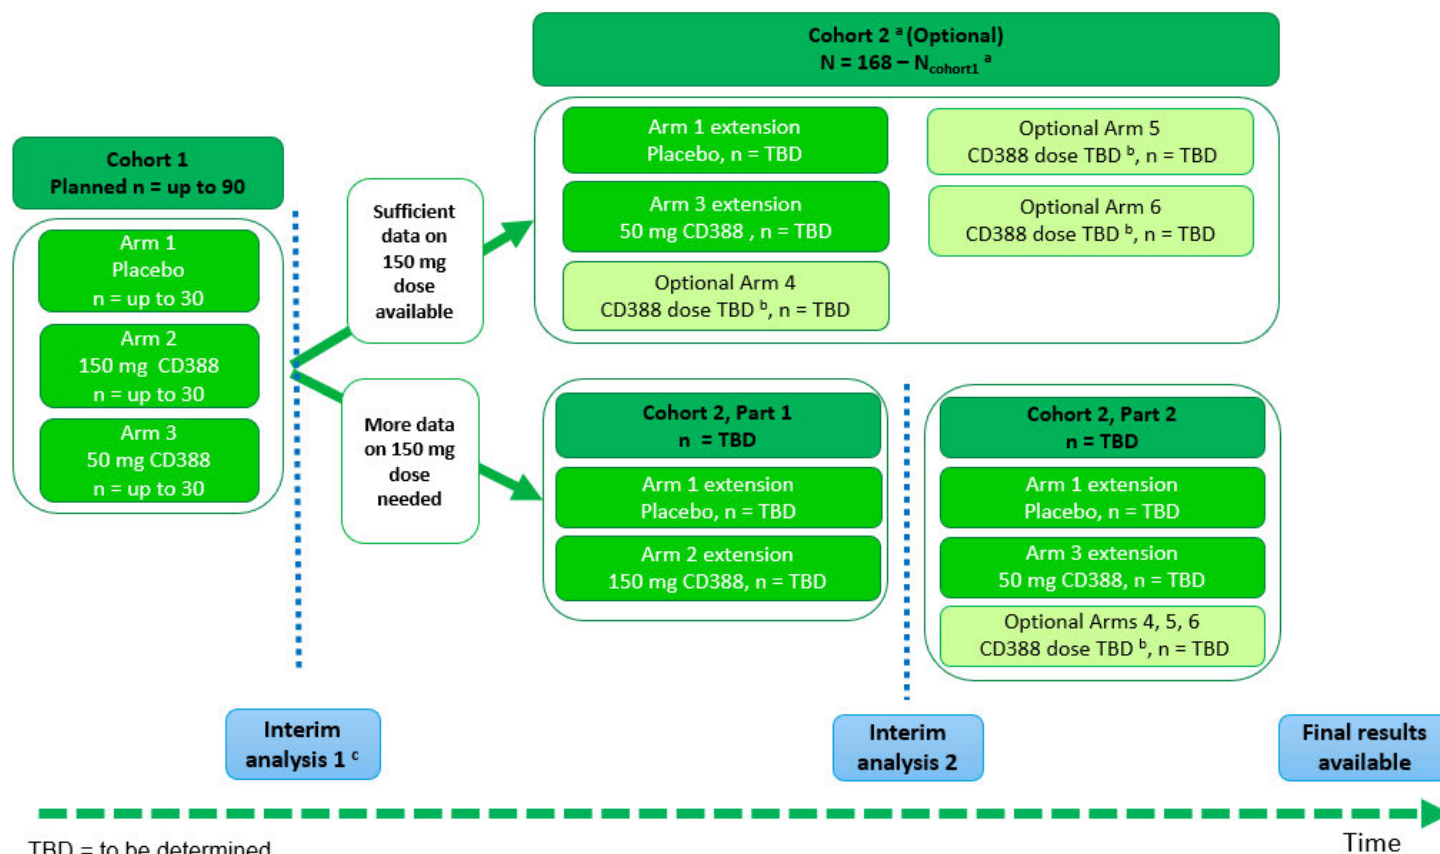 Cohort 2 ᵃ (Optional)
N = 168 – Ncohort1 ᵃ
Cohort 1
Planned n = up to 90
Arm 1
Placebo
n = up to 30
Arm 2
150 mg CD388
n = up to 30
Arm 3
50 mg CD388
n = up to 30
Sufficient
data on
150 mg
dose
available
More data
on 150 mg
dose
needed
Arm 1 extension
Placebo, n = TBD
Arm 3 extension
50 mg CD388 , n = TBD
Optional Arm 4
CD388 dose TBD ᵇ, n = TBD
Optional Arm 5
CD388 dose TBD ᵇ, n = TBD
Optional Arm 6
CD388 dose TBD ᵇ, n = TBD
Cohort 2, Part 1
n = TBD
Arm 1 extension
Placebo, n = TBD
Arm 2 extension
150 mg CD388, n = TBD
Cohort 2, Part 2
n = TBD
Arm 1 extension
Placebo, n = TBD
Arm 3 extension
50 mg CD388, n = TBD
Optional Arms 4, 5, 6
CD388 dose TBD ᵇ, n = TBD
Interim
analysis 1 ᶜ
Interim
analysis 2
Final results
available
Time
TBD = to be determined